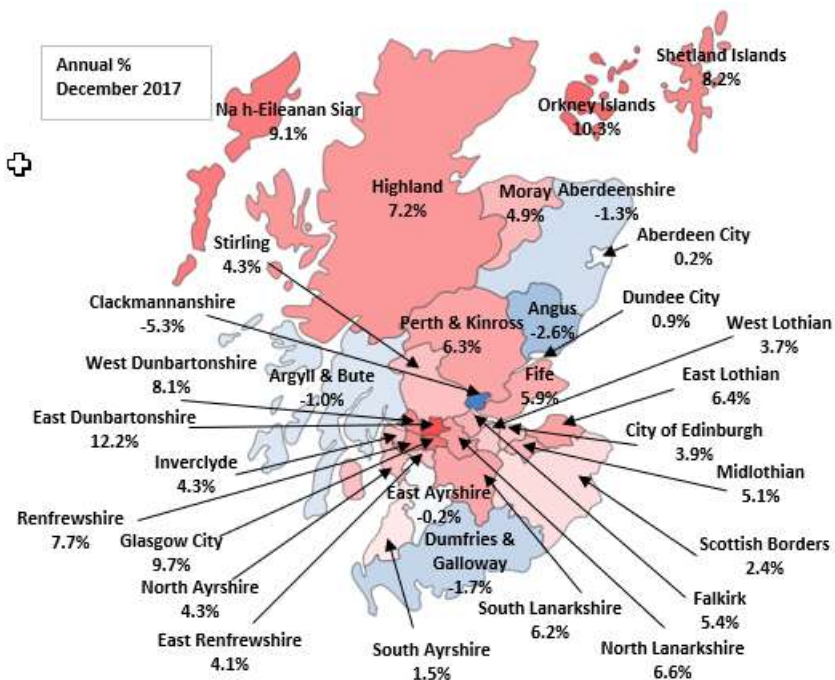 Annual %
December 2017
Shetland Islands
8.2%
Na h-Eileanan Siar
9.1%
Orkney Islands
10.3%
Highland
7.2%
Moray
4.9%
Aberdeenshire
-1.3%
Aberdeen City
0.2%
Stirling
4.3%
Clackmannanshire
-5.3%
Perth & Kinross
6.3%
Angus
-2.6%
Dundee City
0.9%
West Lothian
3.7%
West Dunbartonshire
8.1%
Argyll & Bute
-1.0%
Fife
5.9%
East Lothian
6.4%
East Dunbartonshire
12.2%
City of Edinburgh
3.9%
Inverclyde
4.3%
Midlothian
5.1%
East Ayrshire
-0.2%
Renfrewshire
7.7%
Glasgow City
9.7%
Dumfries &
Galloway
-1.7%
Scottish Borders
2.4%
North Ayrshire
4.3%
South Lanarkshire
6.2%
Falkirk
5.4%
East Renfrewshire
4.1%
South Ayrshire
1.5%
North Lanarkshire
6.6%